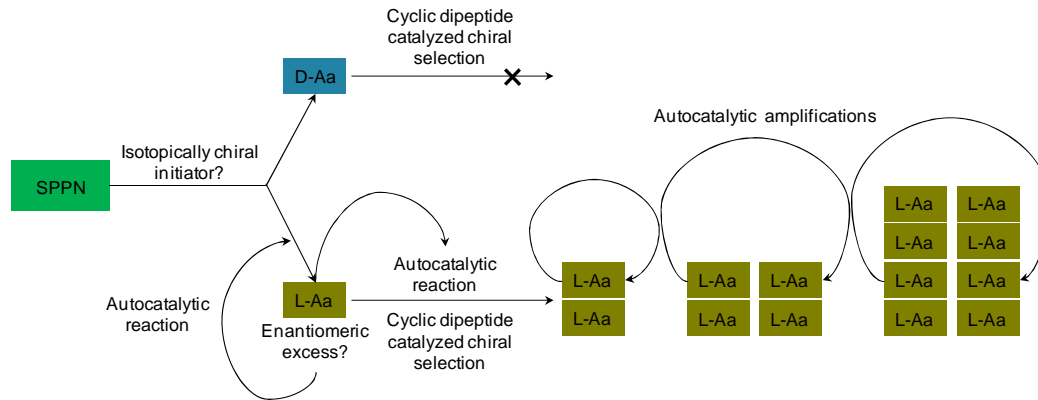 Cyclic dipeptide
catalyzed chiral
selection
D-Aa
Autocatalytic amplifications
Isotopically chiral
initiator?
SPPN
L-Aa L-Aa
L-Aa L-Aa
Autocatalytic
reaction
L-Aa
L-Aa L-Aa
L-Aa L-Aa
Autocatalytic
reaction
L-Aa
L-Aa
L-Aa L-Aa
L-Aa L-Aa
Enantiomeric
excess?
Cyclic dipeptide
catalyzed chiral
selection